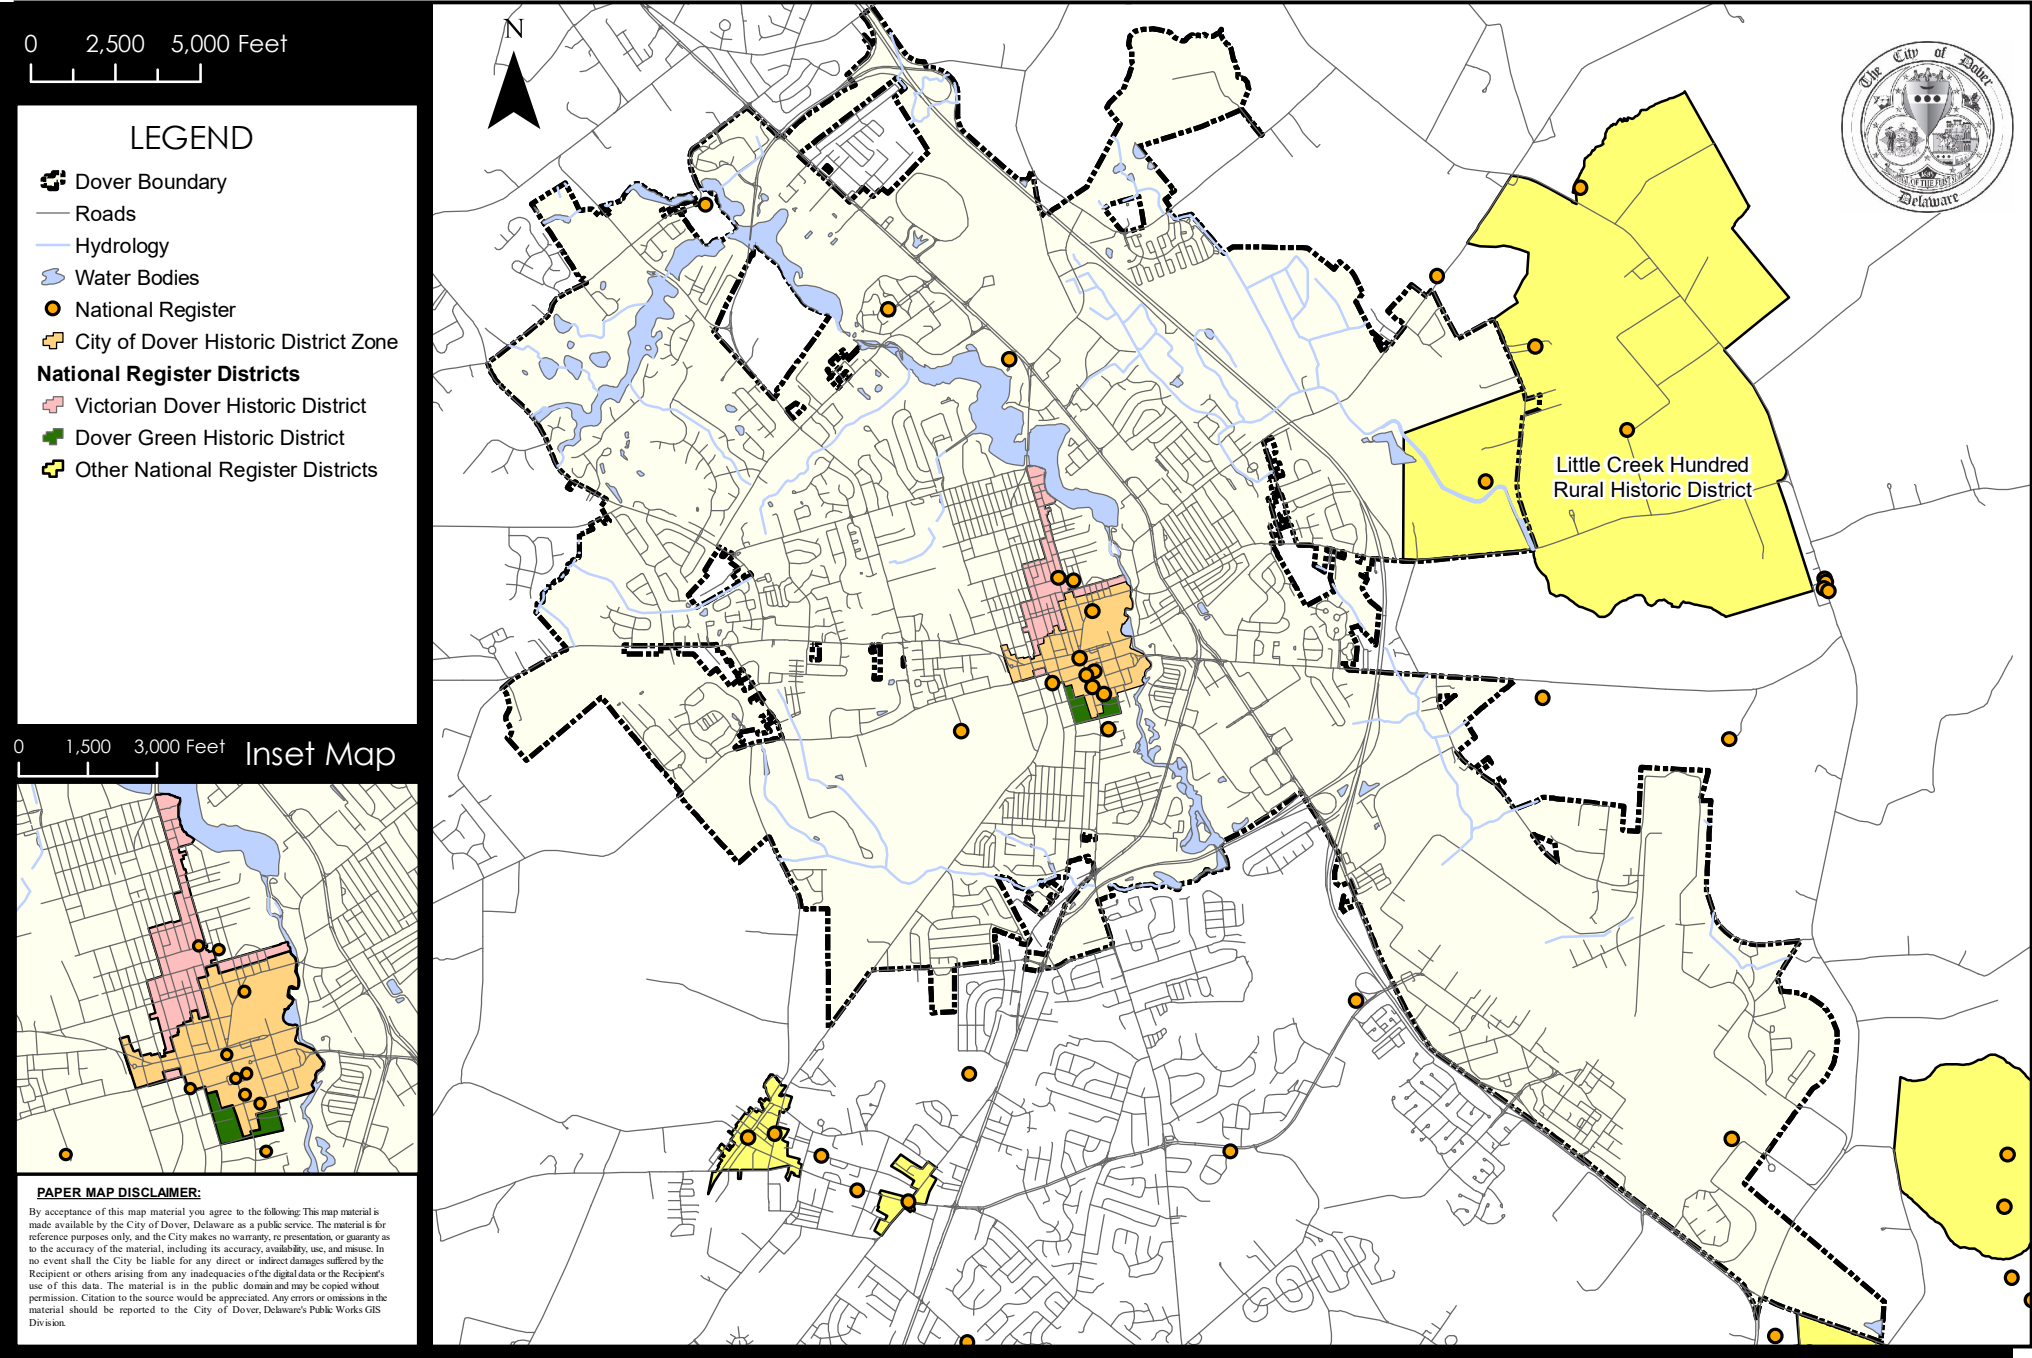 0 2,500 5,000 Feet
LEGEND
Dover Boundary
Roads
Hydrology
Water Bodies
National Register
City of Dover Historic District Zone
National Register Districts
Victorian Dover Historic District
Dover Green Historic District
Other National Register Districts
0 1,500 3,000 Feet
Inset Map
PAPER MAP DISCLAIMER:
By acceptance of this map material you agree to the following: This map material is
made available by the City of Dover, Delaware as a public service. The material is for
reference purposes only, and the City makes no warranty, re presentation, or guaranty as
to the accuracy of the material, including its accuracy, availability, use, and misuse. In
no event shall the City be liable for any direct or indirect damages suffered by the
Recipient or others arising from any inadequacies of the digital data or the Recipient's
use of this data. The material is in the public domain and may be copied without
permission. Citation to the source would be appreciated. Any errors or omissions in the
material should be reported to the City of Dover, Delaware's Public Works GIS
Division.
N
The City of Dover
Delaware
Little Creek Hundred
Rural Historic District